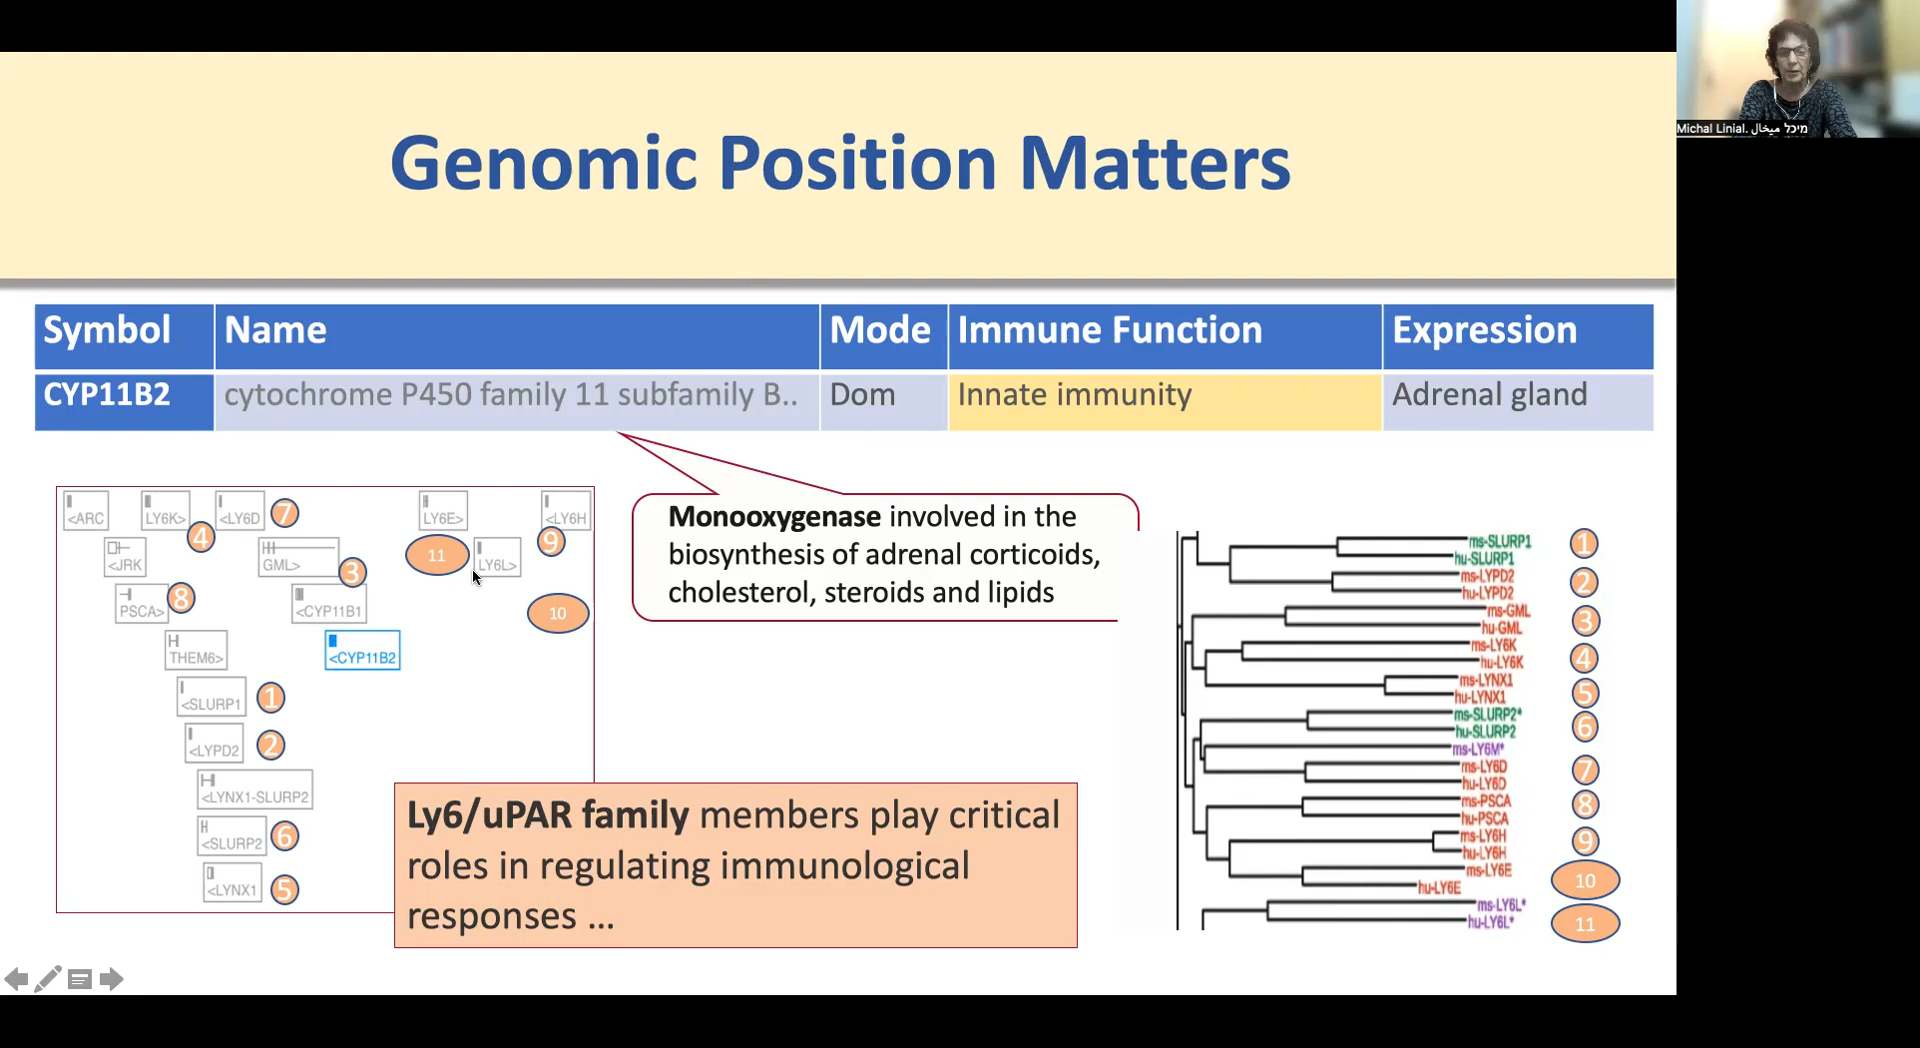 Genomic Position Matters
Michal Linial. מיכל ميخال
Symbol Name Mode Immune Function Expression
CYP11B2 cytochrome P450 family 11 subfamily B.. Dom Innate immunity Adrenal gland
<ARC LY6K> <LY6D 7 LY6E> <LY6H
4 9
<JRK GML> 3 11 LY6L>
PSCA> 8 <CYP11B1 10
THEM6> <CYP11B2
<SLURP1 1
<LYPD2 2
<LYNX1-SLURP2
<SLURP2 6
<LYNX1 5
Monooxygenase involved in the
biosynthesis of adrenal corticoids,
cholesterol, steroids and lipids
Ly6/uPAR family members play critical
roles in regulating immunological
responses ...
ms-SLURP1 1
hu-SLURP1
ms-LYPD2 2
hu-LYPD2
ms-GML 3
hu-GML
ms-LY6K 4
hu-LY6K
ms-LYNX1 5
hu-LYNX1
ms-SLURP2* 6
hu-SLURP2
ms-LY6M*
ms-LY6D 7
hu-LY6D
ms-PSCA 8
hu-PSCA
ms-LY6H 9
hu-LY6H
ms-LY6E 10
hu-LY6E
ms-LY6L* 11
hu-LY6L*